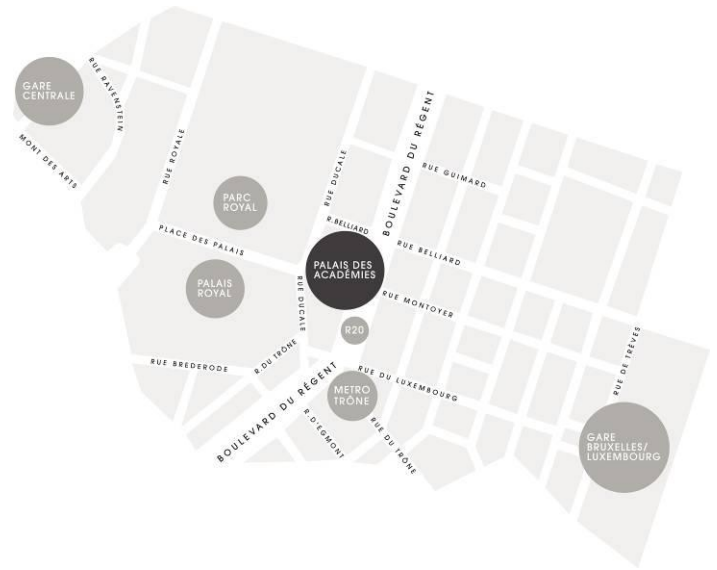 GARE
CENTRALE
RUE RAVENSTEIN
MONT DES ARTS
RUE ROYALE
PARC
ROYAL
RUE DUCALE
BOULEVARD DU RÉGENT
RUE GUIMARD
R.BELLIARD
RUE BELLIARD
PLACE DES PALAIS
PALAIS DES
ACADÉMIES
PALAIS
ROYAL
RUE DUCALE
RUE MONTOYER
R20
RUE BREDERODE
R.DU TRÔNE
BOULEVARD DU RÉGENT
METRO
TRÔNE
RUE DU LUXEMBOURG
RUE DE TRÈVES
R.D'EGMONT
RUE DU TRÔNE
GARE
BRUXELLES/
LUXEMBOURG